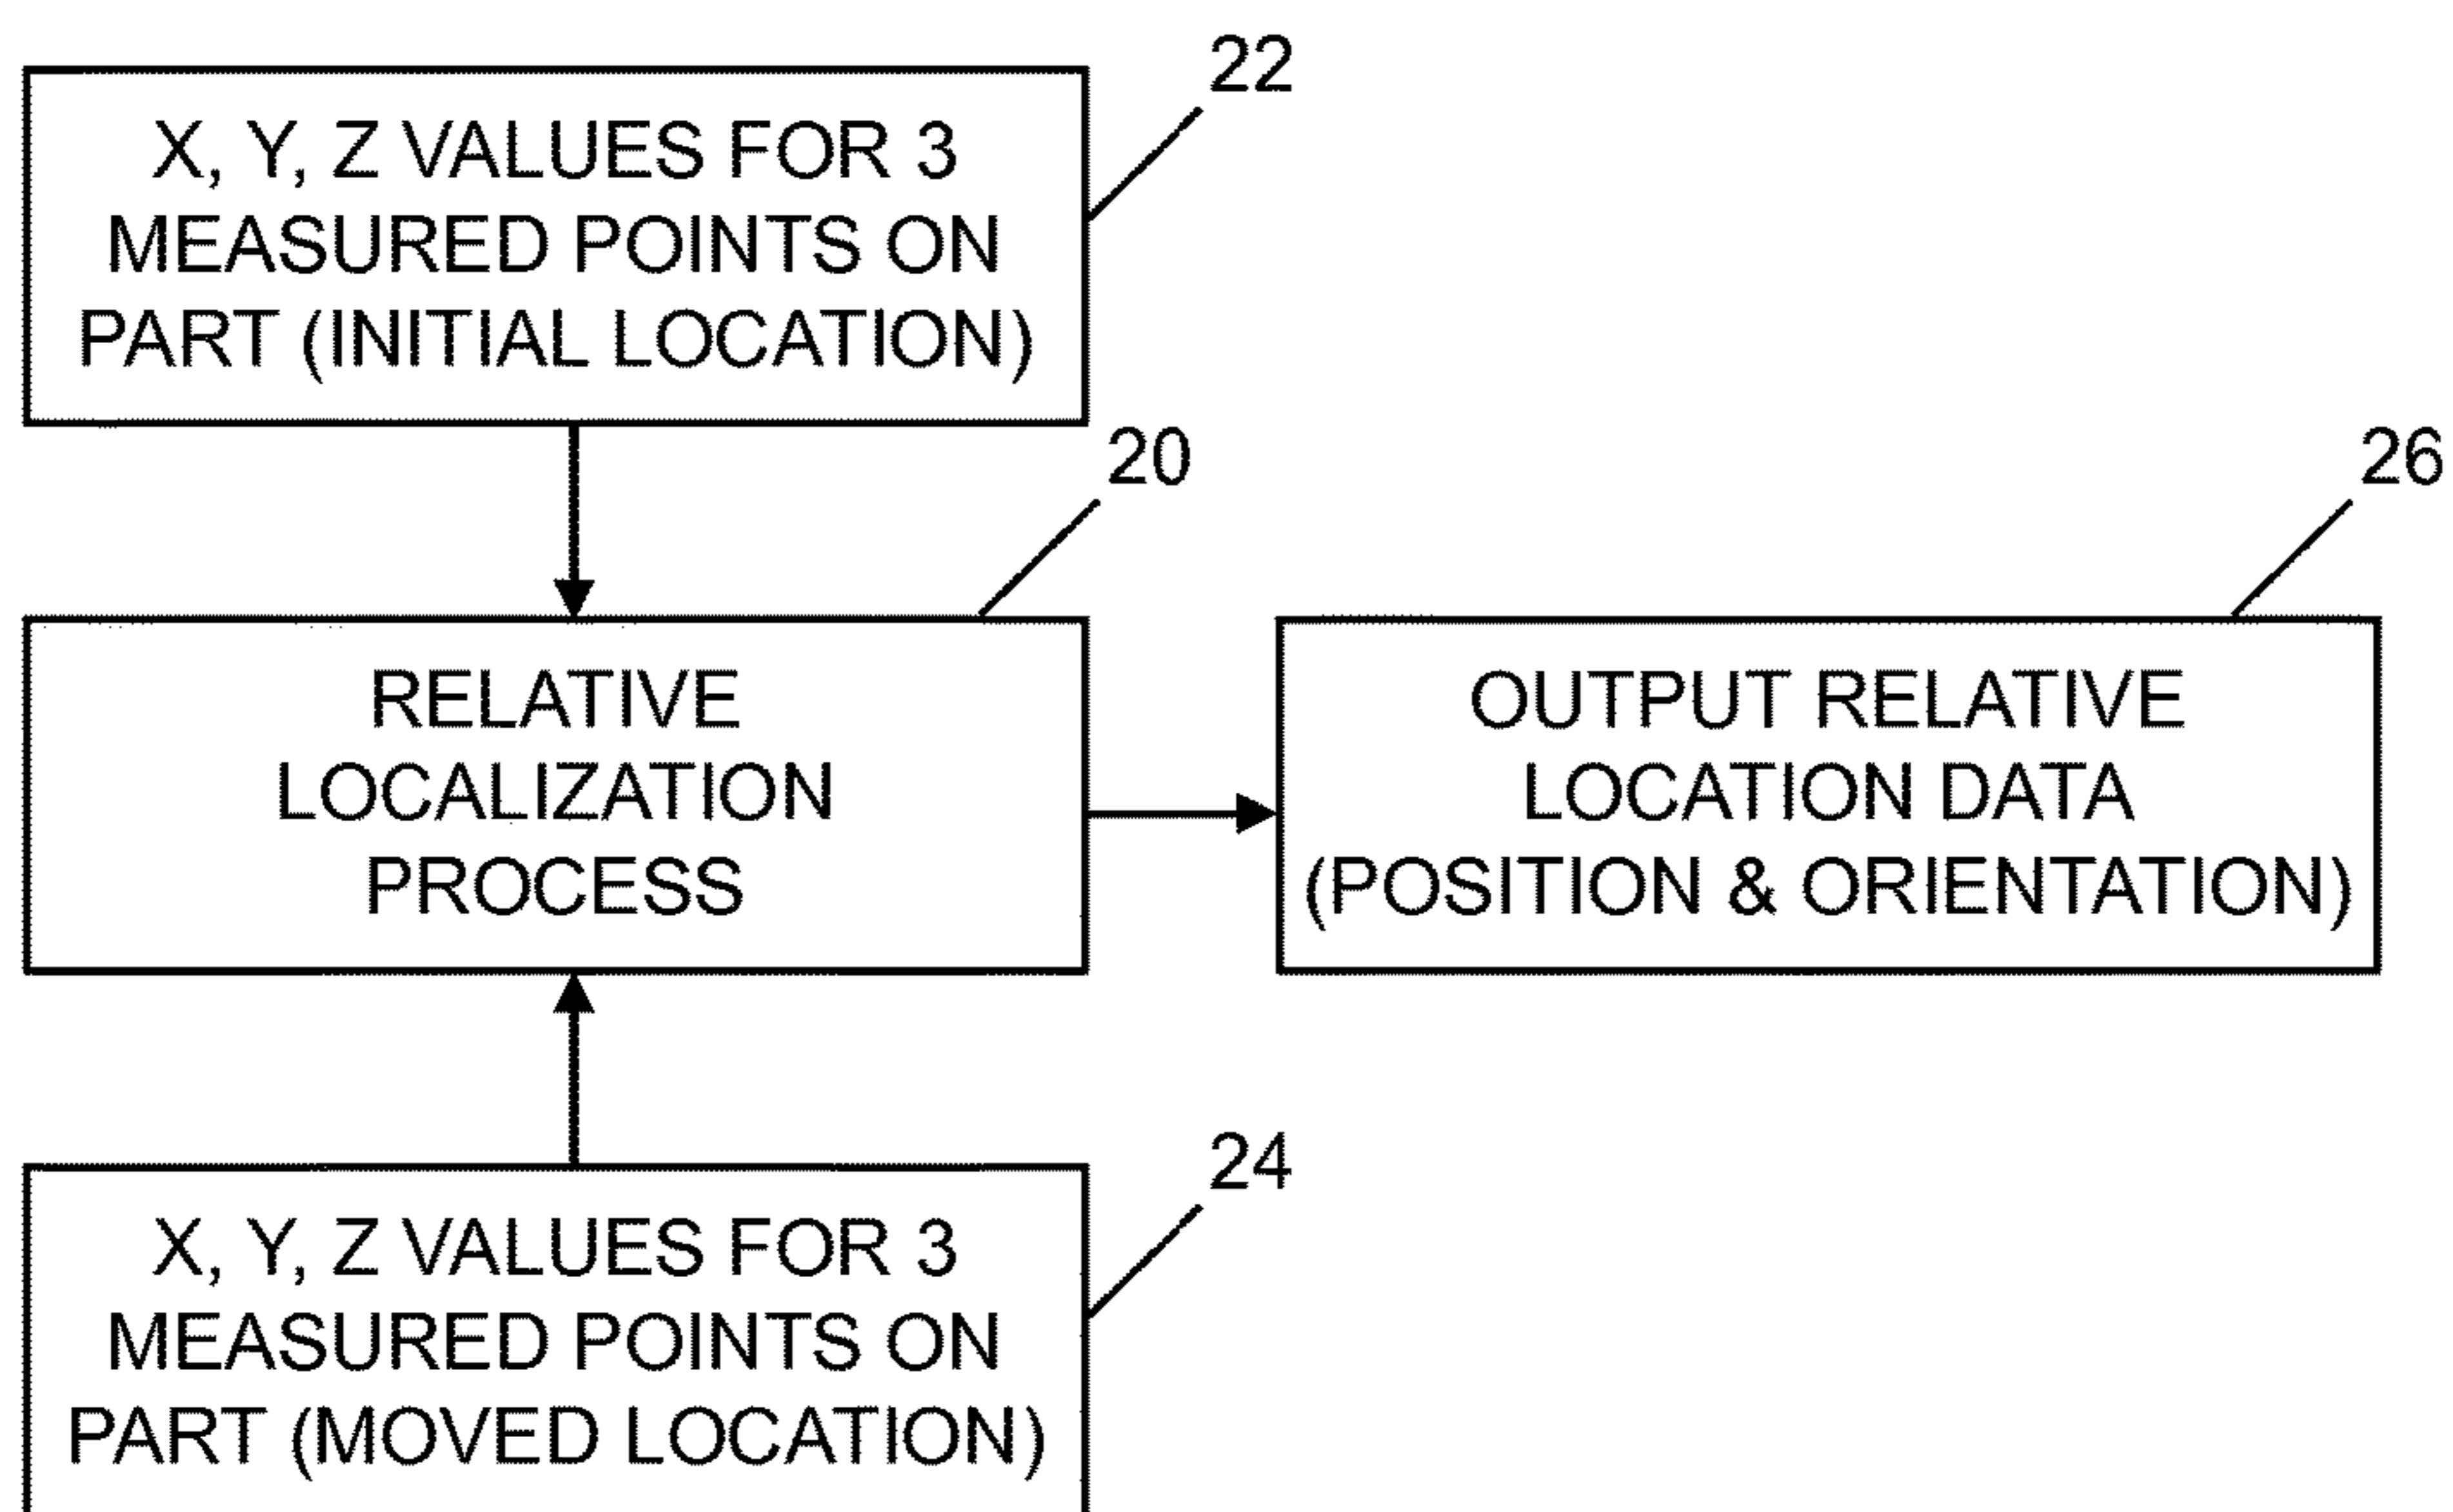 22
X, Y, Z VALUES FOR 3
MEASURED POINTS ON
PART (INITIAL LOCATION)
20
RELATIVE
LOCALIZATION
PROCESS
26
OUTPUT RELATIVE
LOCATION DATA
(POSITION & ORIENTATION)
24
X, Y, Z VALUES FOR 3
MEASURED POINTS ON
PART (MOVED LOCATION)